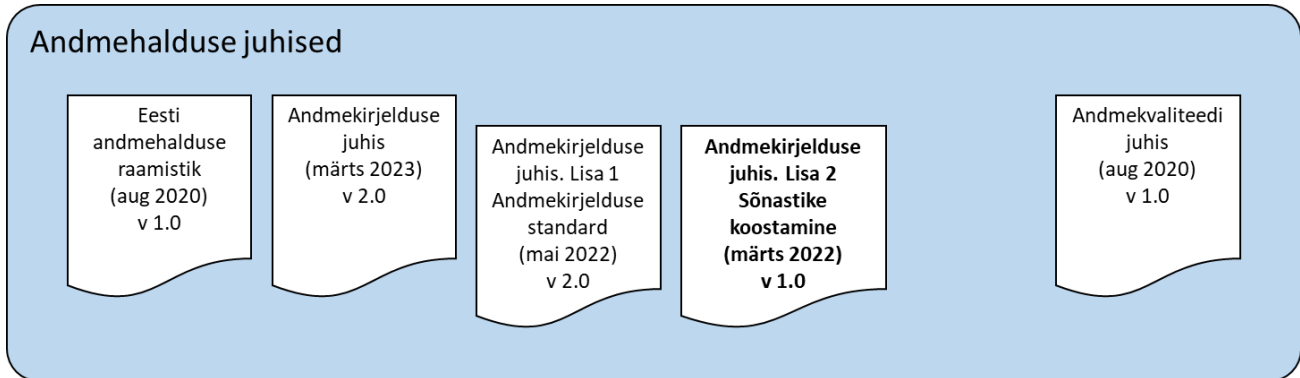 Andmehalduse juhised
Eesti
andmehalduse
raamistik
(aug 2020)
v 1.0
Andmekirjelduse
juhis
(märts 2023)
v 2.0
Andmekirjelduse
juhis. Lisa 1
Andmekirjelduse
standard
(mai 2022)
v 2.0
Andmekirjelduse
juhis. Lisa 2
Sõnastike
koostamine
(märts 2022)
v 1.0
Andmekvaliteedi
juhis
(aug 2020)
v 1.0